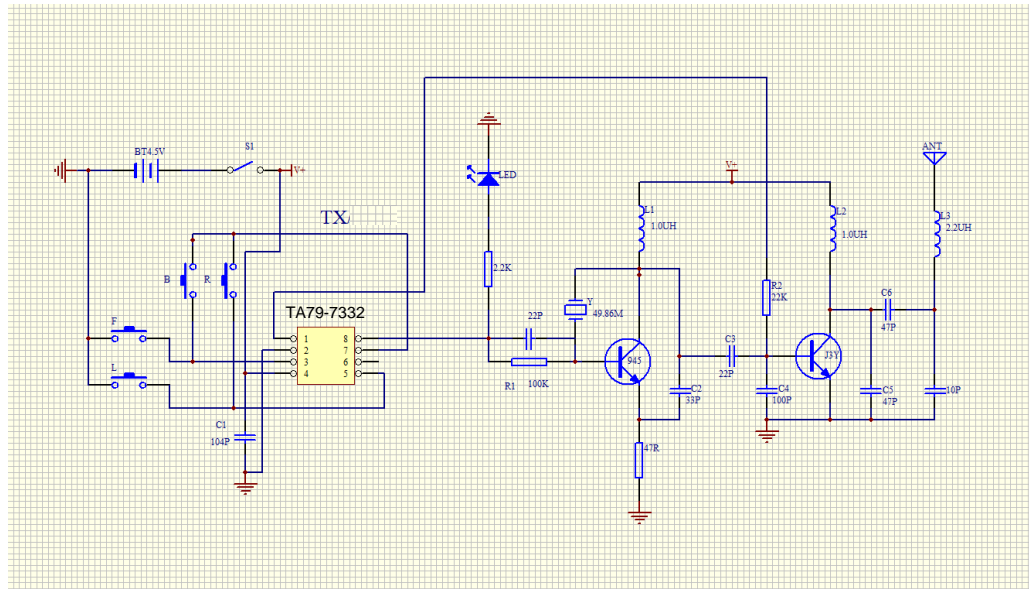 ANT
BT4.5V
S1
V+
V+
LED
TX/
L1
1.0UH
L2
1.0UH
L3
2.2UH
B
R
2.2K
R2
22K
Y
49.86M
C6
47P
TA79-7332
F
22P
1
8
2
7
3
6
4
5
L
R1
100K
945
C3
22P
J3Y
C2
33P
C4
100P
C5
47P
10P
C1
104P
47R